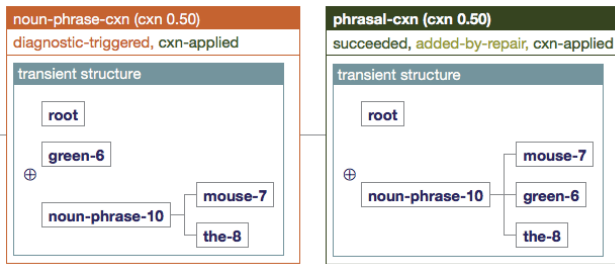 noun-phrase-cxn (cxn 0.50)
diagnostic-triggered, cxn-applied
transient structure
root
green-6
noun-phrase-10
mouse-7
the-8
phrasal-cxn (cxn 0.50)
succeeded, added-by-repair, cxn-applied
transient structure
root
noun-phrase-10
mouse-7
green-6
the-8